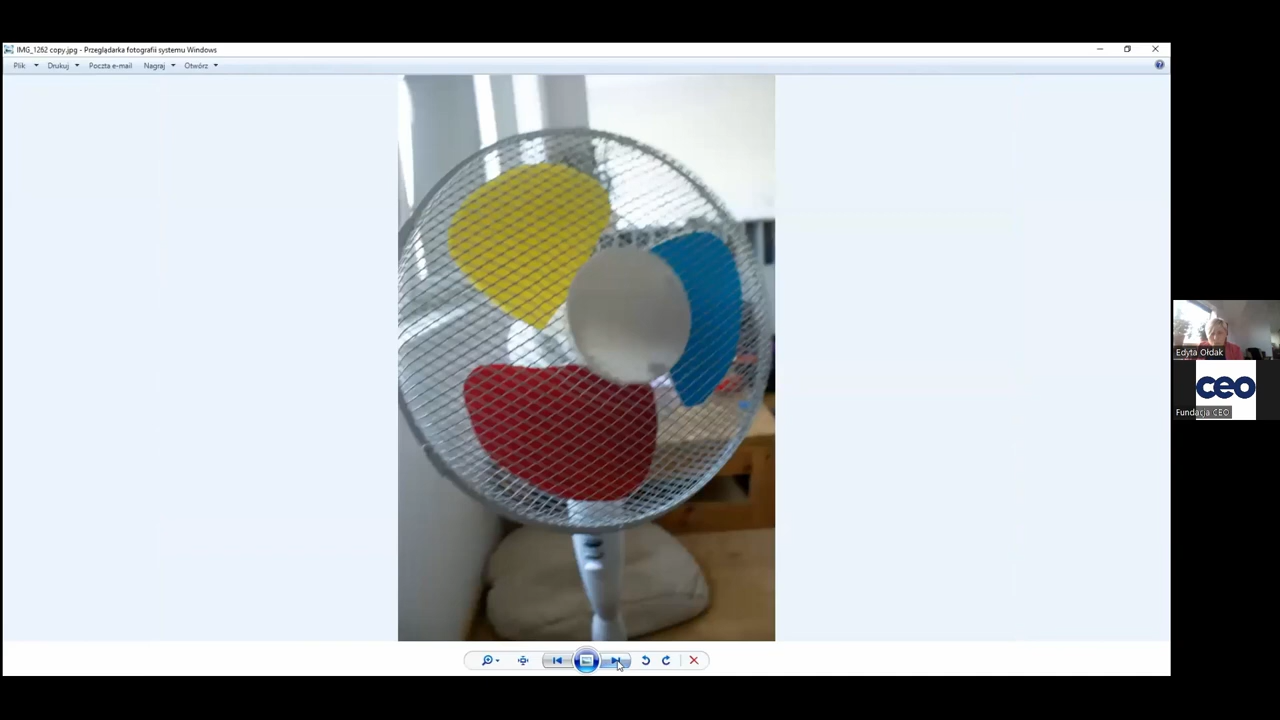 IMG_1262 copy.jpg - Przeglądarka fotografii systemu Windows
Plik Drukuj Poczta e-mail Nagraj Otwórz
Edyta Ołdak
ceo
Fundacja CEO